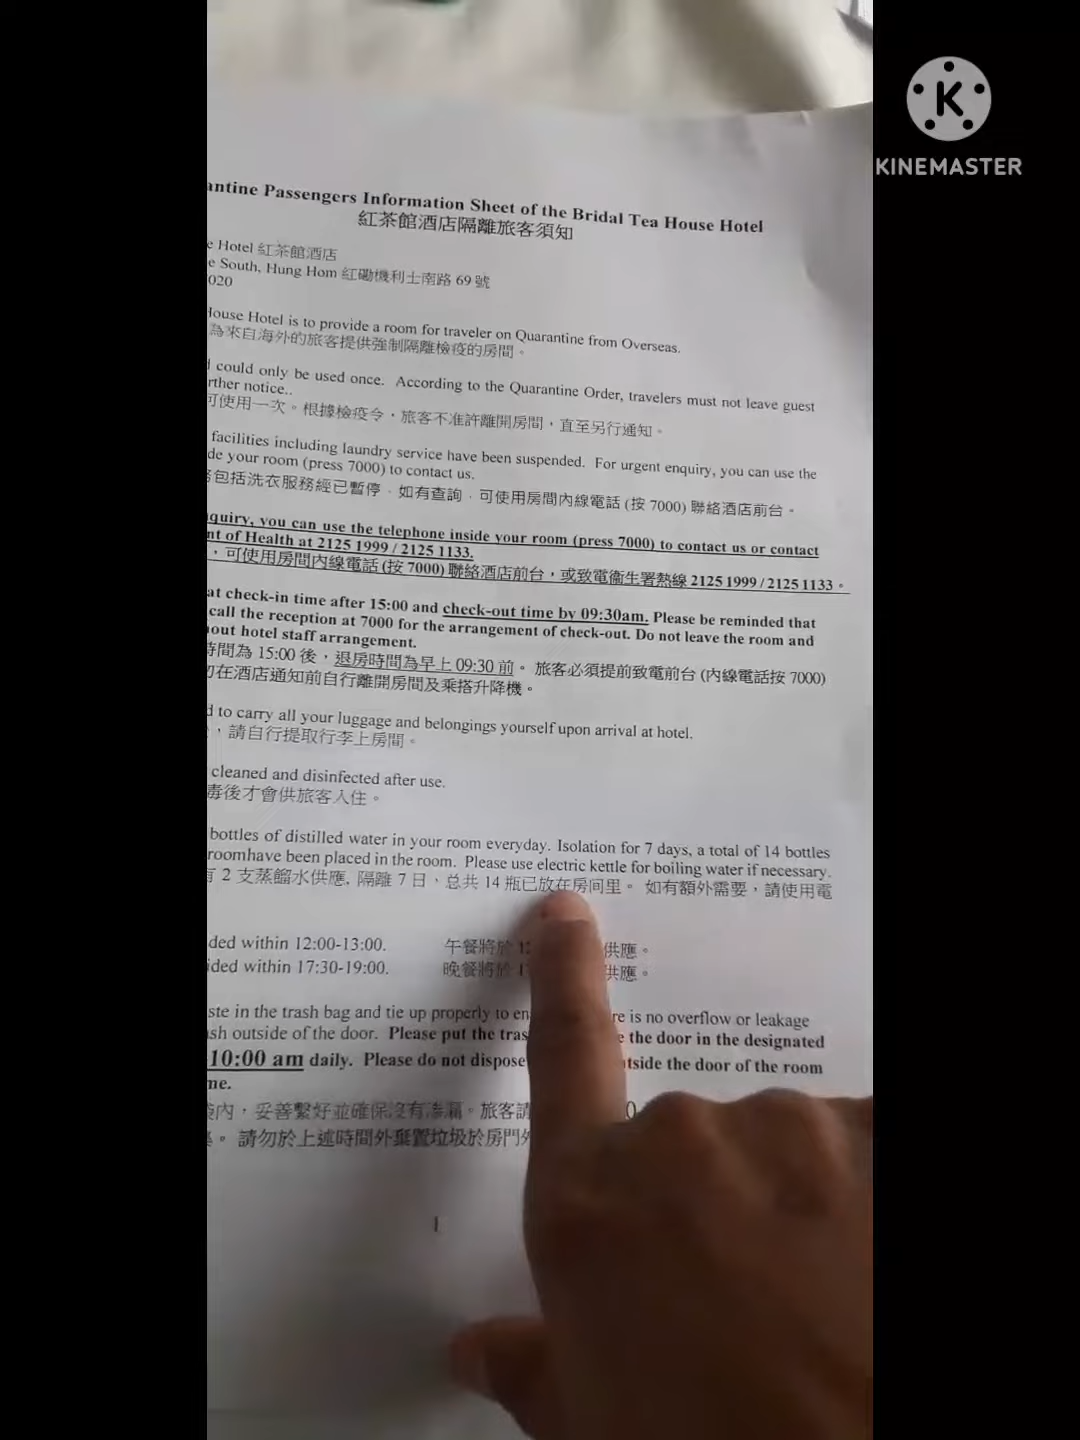 K
KINEMASTER
antine Passengers Information Sheet of the Bridal Tea House Hotel
紅茶館酒店隔離旅客須知
e Hotel 紅茶館酒店
e South, Hung Hom 紅磡機利士南路 69 號
020
House Hotel is to provide a room for traveler on Quarantine from Overseas.
為來自海外的旅客提供強制隔離檢疫的房間。
could only be used once. According to the Quarantine Order, travelers must not leave guest
rther notice..
可使用一次。根據檢疫令，旅客不准許離開房間，直至另行通知。
facilities including laundry service have been suspended. For urgent enquiry, you can use the
de your room (press 7000) to contact us.
包括洗衣服務經已暫停．如有查詢．可使用房間內線電話 (按 7000) 聯絡酒店前台。
quiry, you can use the telephone inside your room (press 7000) to contact us or contact
nt of Health at 2125 1999 / 2125 1133.
，可使用房間內線電話 (按 7000) 聯絡酒店前台，或致電衞生署熱線 2125 1999 / 2125 1133。
at check-in time after 15:00 and check-out time by 09:30am. Please be reminded that
call the reception at 7000 for the arrangement of check-out. Do not leave the room and
out hotel staff arrangement.
時間為 15:00 後，退房時間為早上 09:30 前。 旅客必須提前致電前台 (內線電話按 7000)
勿在酒店通知前自行離開房間及乘搭升降機。
d to carry all your luggage and belongings yourself upon arrival at hotel.
，請自行提取行李上房間。
cleaned and disinfected after use.
毒後才會供旅客入住。
bottles of distilled water in your room everyday. Isolation for 7 days, a total of 14 bottles
roomhave been placed in the room. Please use electric kettle for boiling water if necessary.
有 2 支蒸餾水供應, 隔離 7 日，总共 14 瓶已放在房间里。 如有額外需要，請使用電
ded within 12:00-13:00. 午餐將於 供應。
ided within 17:30-19:00. 晚餐將於 供應。
ste in the trash bag and tie up properly to en re is no overflow or leakage
sh outside of the door. Please put the tras the door in the designated
10:00 am daily. Please do not dispose tside the door of the room
me.
袋內，妥善繫好並確保沒有滲漏。旅客請
。 請勿於上述時間外棄置垃圾於房門外
1